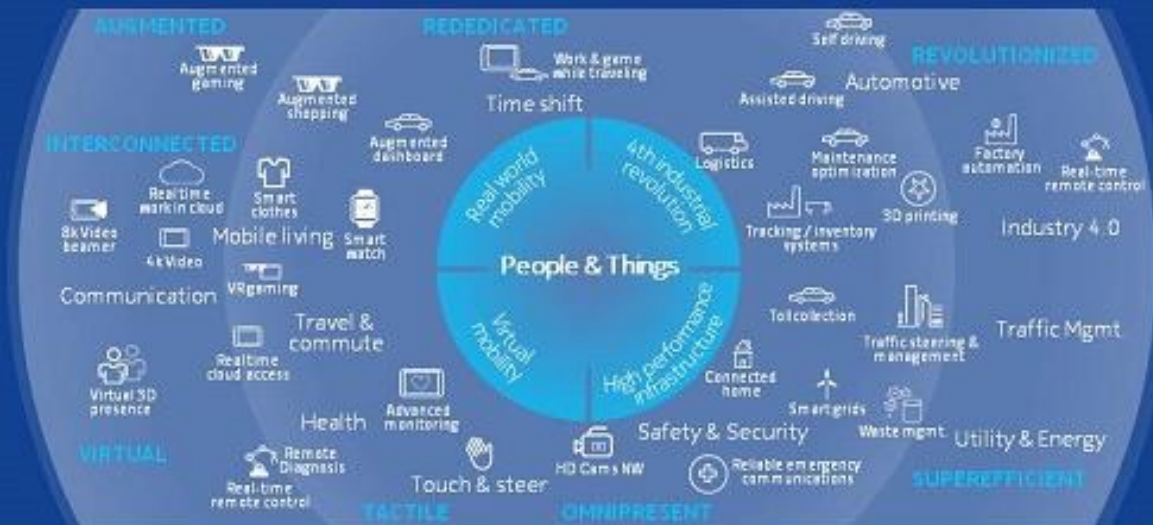 AUGMENTED
REDEDICATED
Self driving
REVOLUTIONIZED
Augmented
gaming
Work & game
while traveling
Augmented
shopping
Time shift
Assisted driving
Automotive
INTERCONNECTED
Augmented
dashboard
Real world
mobility
4th industrial
revolution
Logistics
Maintenance
optimization
Factory
automation
Real-time
remote control
Realtime
work in cloud
Smart
clothes
8k Video
beamer
4k Video
Mobile living
Smart
watch
3D printing
Tracking / inventory
systems
Industry 4.0
People & Things
Communication
VR gaming
Toll collection
Travel &
commute
Virtual
mobility
High performance
infrastructure
Traffic steering &
management
Traffic Mgmt
Realtime
cloud access
Connected
home
Virtual 3D
presence
Health
Advanced
monitoring
Smart grids
Waste mgmt
Safety & Security
Utility & Energy
VIRTUAL
Remote
Diagnosis
Real-time
remote control
Touch & steer
HD Cams NW
Reliable emergency
communications
SUPEREFFICIENT
TACTILE
OMNIPRESENT